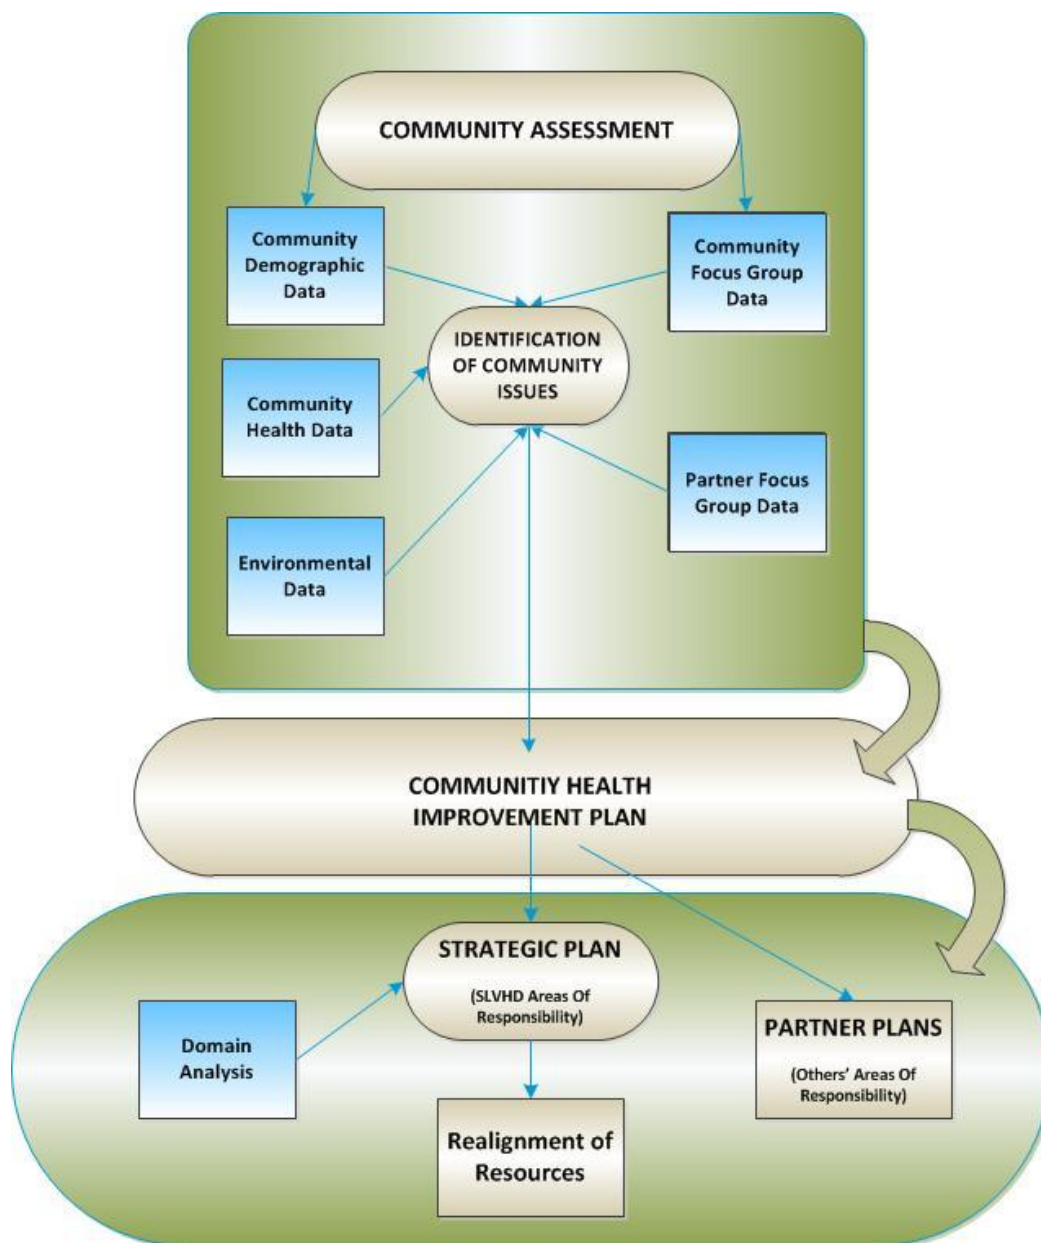 COMMUNITY ASSESSMENT
Community
Demographic
Data
Community
Focus Group
Data
IDENTIFICATION
OF COMMUNITY
ISSUES
Community
Health Data
Partner Focus
Group Data
Environmental
Data
COMMUNITIY HEALTH
IMPROVEMENT PLAN
STRATEGIC PLAN
(SLVHD Areas Of
Responsibility)
Domain
Analysis
PARTNER PLANS
(Others' Areas Of
Responsibility)
Realignment of
Resources